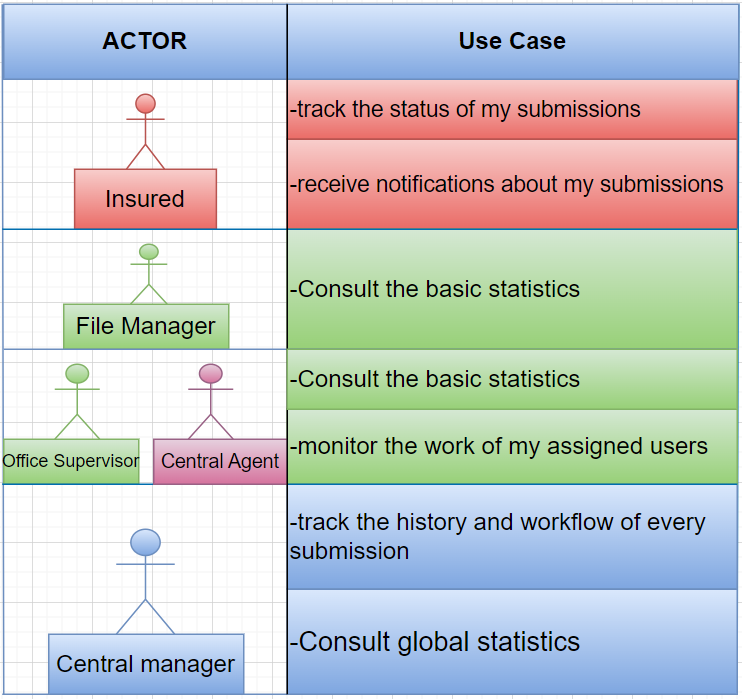 ACTOR
Use Case
Insured
-track the status of my submissions
-receive notifications about my submissions
File Manager
-Consult the basic statistics
Office Supervisor
Central Agent
-Consult the basic statistics
-monitor the work of my assigned users
Central manager
-track the history and workflow of every
submission
-Consult global statistics